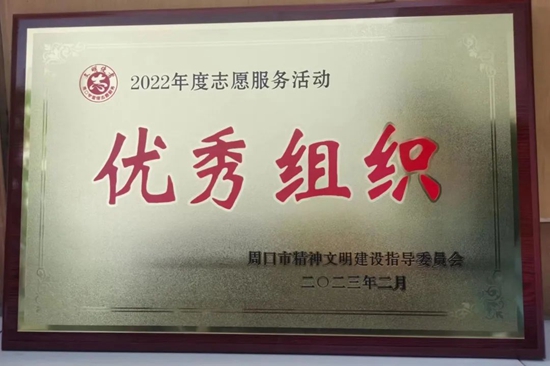 2022年度志愿服务活动
优秀组织
周口市精神文明建设指导委员会
二〇二三年二月